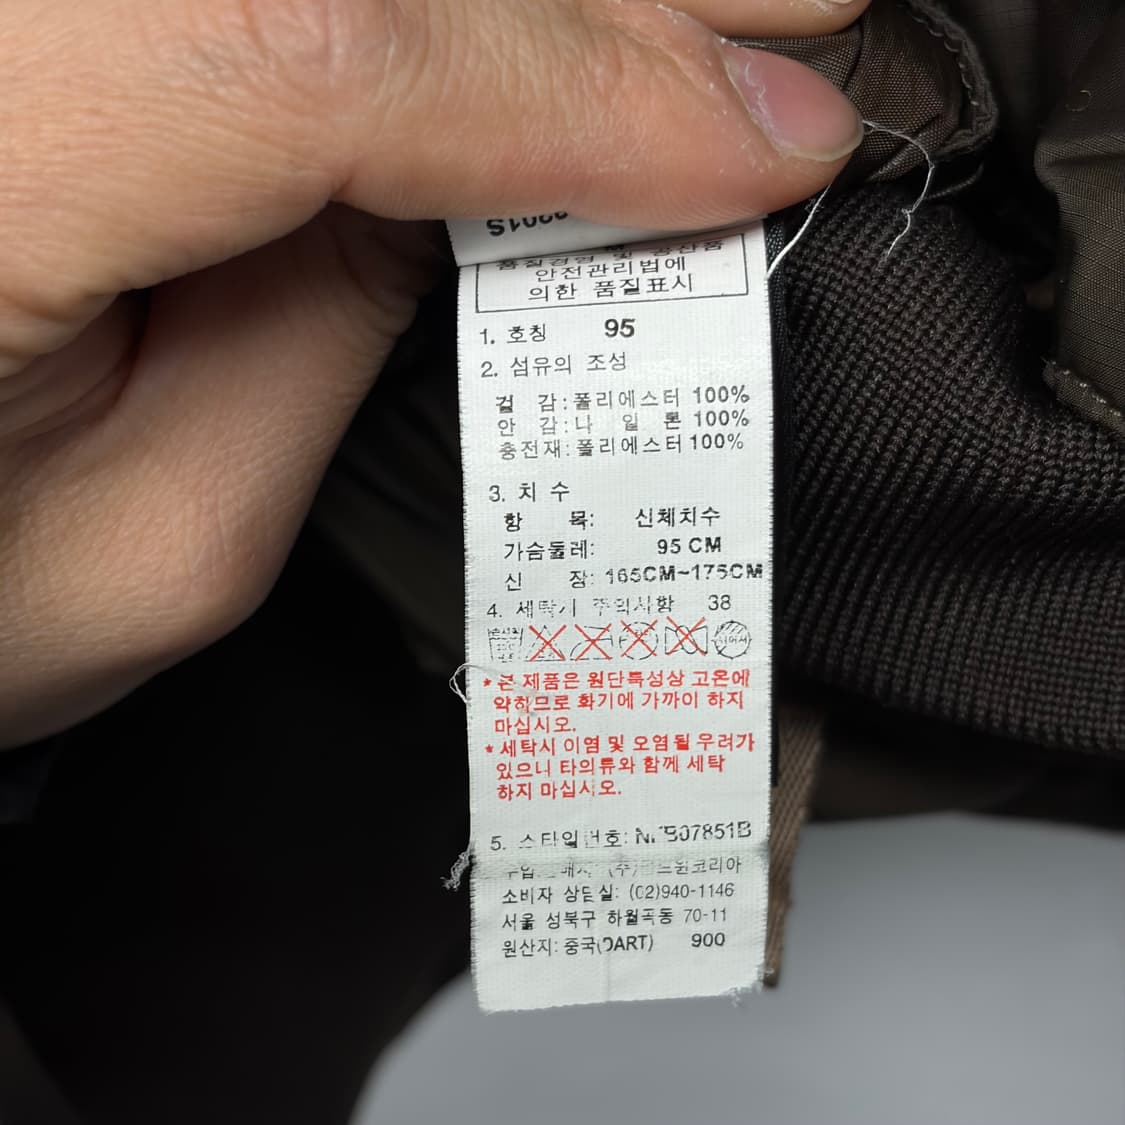 품질경영 및 공산품
안전관리법에
의한 품질표시
1. 호칭 95
2. 섬유의 조성
겉 감: 폴리에스터 100%
안 감: 나 일 론 100%
충전재: 폴리에스터 100%
3. 치 수
항 목: 신체치수
가슴둘레: 95 CM
신 장: 165CM~175CM
4. 세탁시 주의사항 38
*본 제품은 원단특성상 고온에
약하므로 화기에 가까이 하지
마십시오.
*세탁시 이염 및 오염될 우려가
있으니 타의류와 함께 세탁
하지 마십시오.
5. 스타일번호:
소비자 상담실: (02)940-1146
서울 성북구 하월곡동 70-11
원산지: 중국(DART) 900